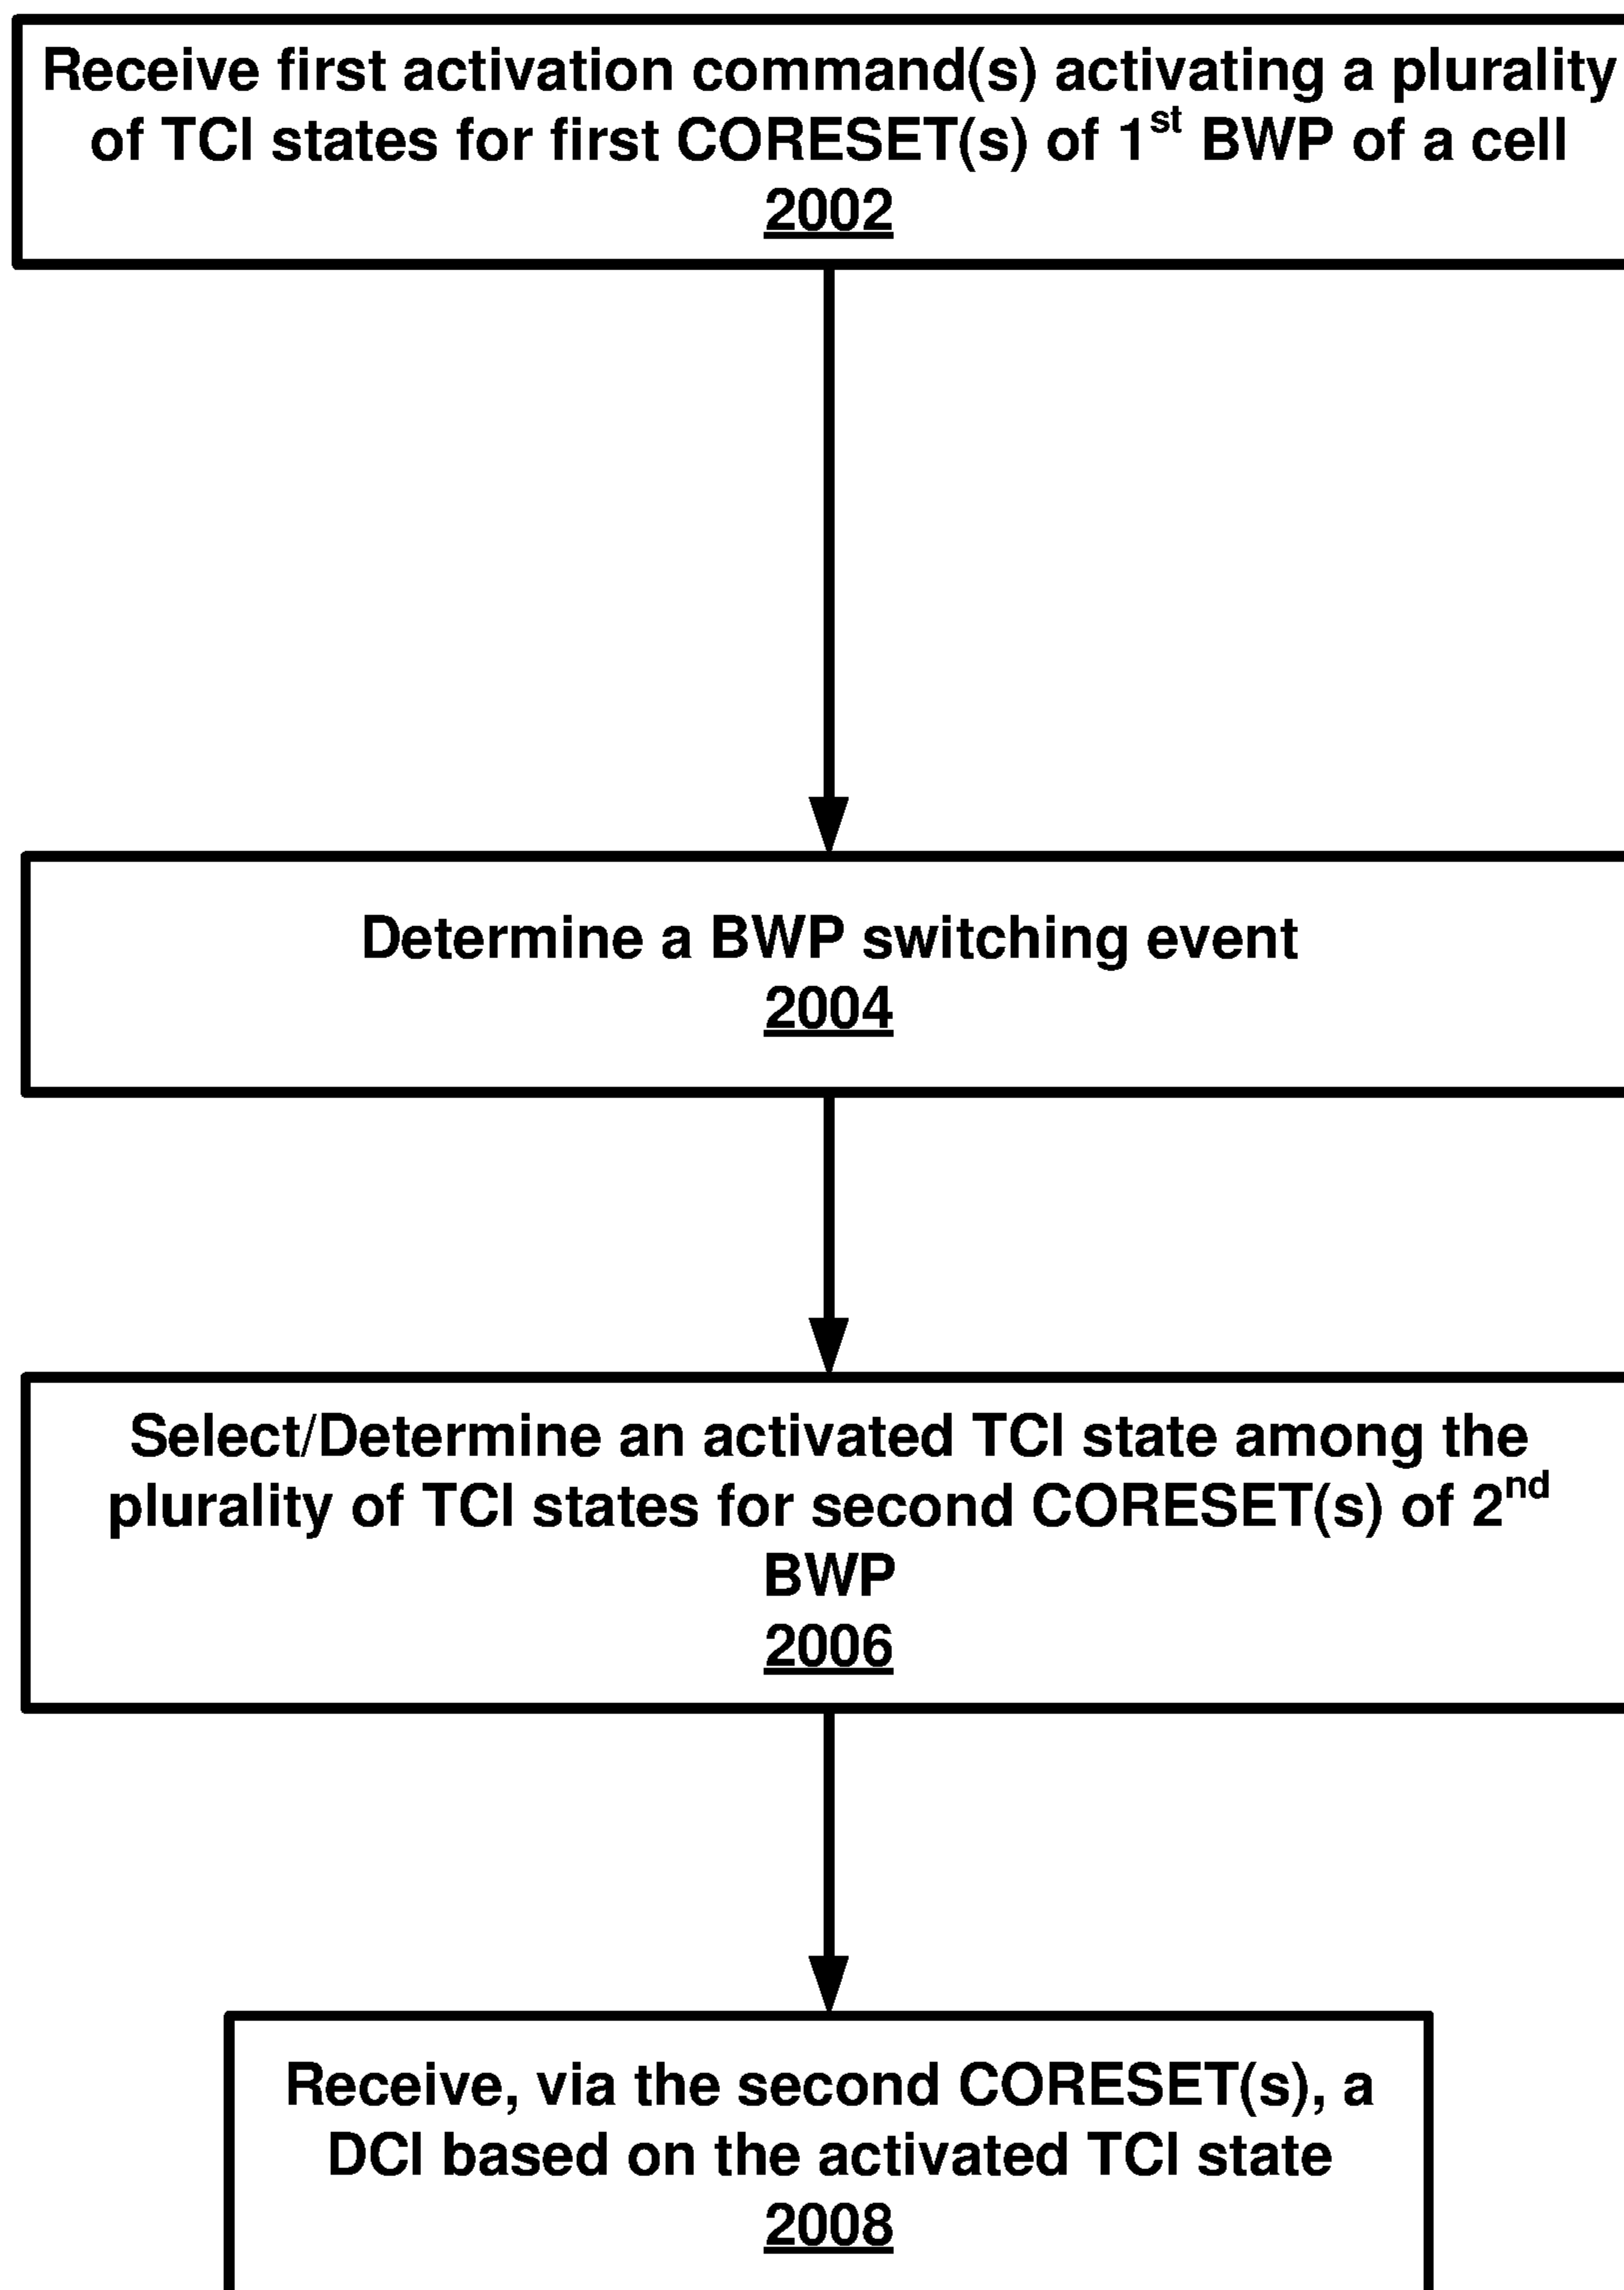 Receive first activation command(s) activating a plurality
of TCI states for first CORESET(s) of 1st BWP of a cell
2002
Determine a BWP switching event
2004
Select/Determine an activated TCI state among the
plurality of TCI states for second CORESET(s) of 2nd
BWP
2006
Receive, via the second CORESET(s), a
DCI based on the activated TCI state
2008